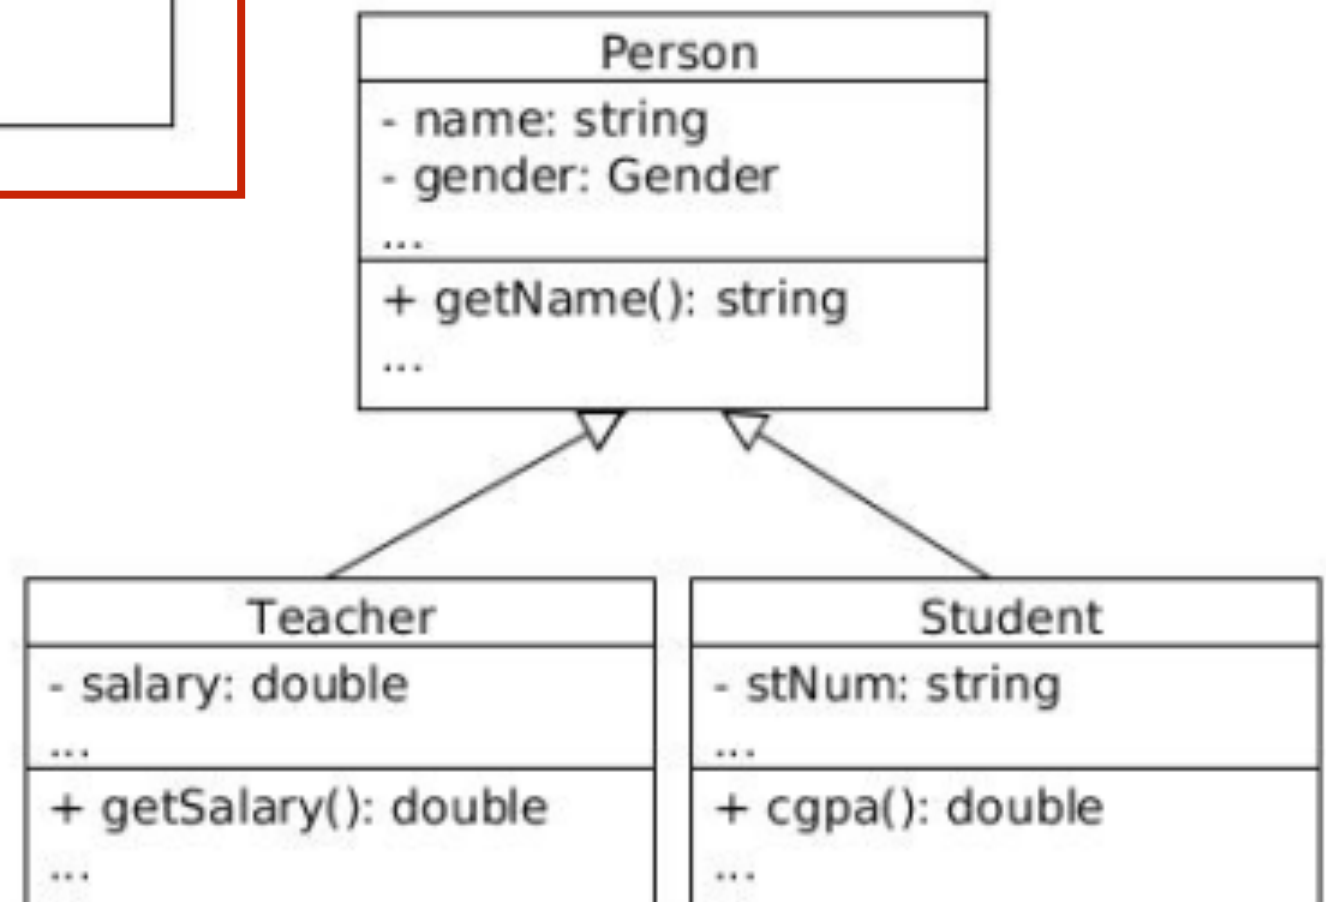 Person
- name: string
- gender: Gender
...
+ getName(): string
...
Teacher
- salary: double
...
+ getSalary(): double
...
Student
- stNum: string
...
+ cgpa(): double
...